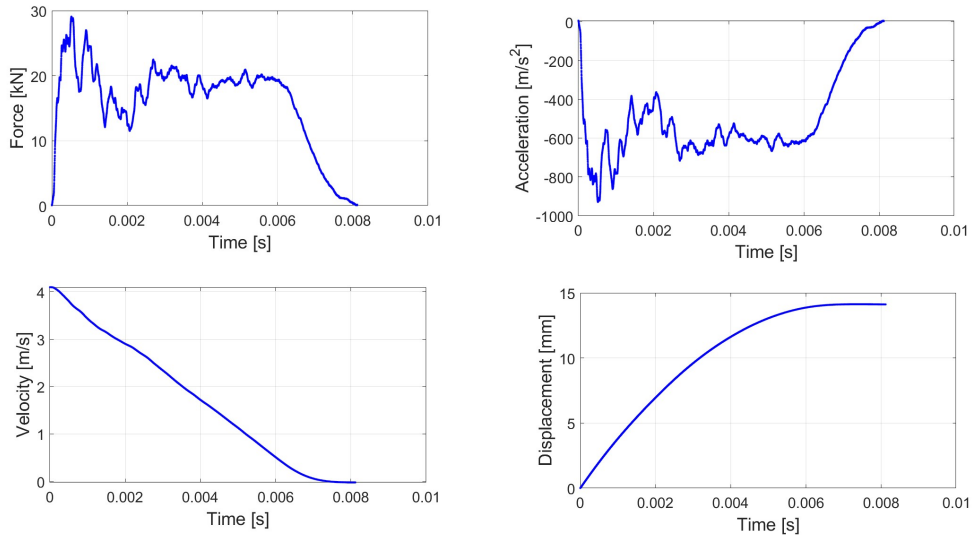 Force [kN]
30
20
10
0
0 0.002 0.004 0.006 0.008 0.01
Time [s]
Acceleration [m/s²]
0
-200
-400
-600
-800
-1000
0 0.002 0.004 0.006 0.008 0.01
Time [s]
Velocity [m/s]
4
3
2
1
0
0 0.002 0.004 0.006 0.008 0.01
Time [s]
Displacement [mm]
15
10
5
0
0 0.002 0.004 0.006 0.008 0.01
Time [s]